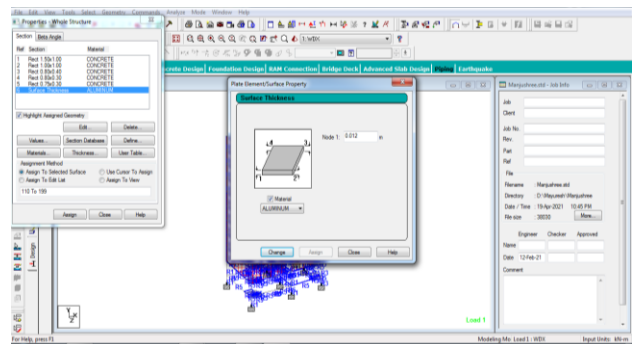 File Edit View Tools Select Geometry Commands Analyze Mode Window Help
Properties - Whole Structure
Section Beta Angle
Ref Section Material
1 Rect 1.50x1.00 CONCRETE
2 Rect 1.00x1.00 CONCRETE
3 Rect 0.80x0.40 CONCRETE
4 Rect 0.80x0.30 CONCRETE
5 Rect 0.75x0.30 CONCRETE
6 Surface Thickness ALUMINUM
Highlight Assigned Geometry
Edit... Delete...
Values... Section Database Define...
Materials... Thickness... User Table...
Assignment Method
Assign To Selected Surface Use Cursor To Assign
Assign To Edit List Assign To View
110 To 199
Assign Close Help
1:WDX
Concrete Design Foundation Design RAM Connection Bridge Deck Advanced Slab Design Piping Earthquake
Plate Element/Surface Property
Surface Thickness
Node 1: 0.012 m
Material
ALUMINUM
Change Assign Close Help
Load 1
Manjushree.std - Job Info
Job
Client
Job No.
Rev.
Part
Ref
File
Filename : Manjushree.std
Directory : D:\Mayuresh\Manjushree
Date / Time : 19-Apr-2021 10:45 PM
File size : 38030 More...
Engineer Checker Approved
Name
Date 12-Feb-21
Comment
Design
For Help, press F1
Modeling Mo Load 1 : WDX Input Units: kN-m